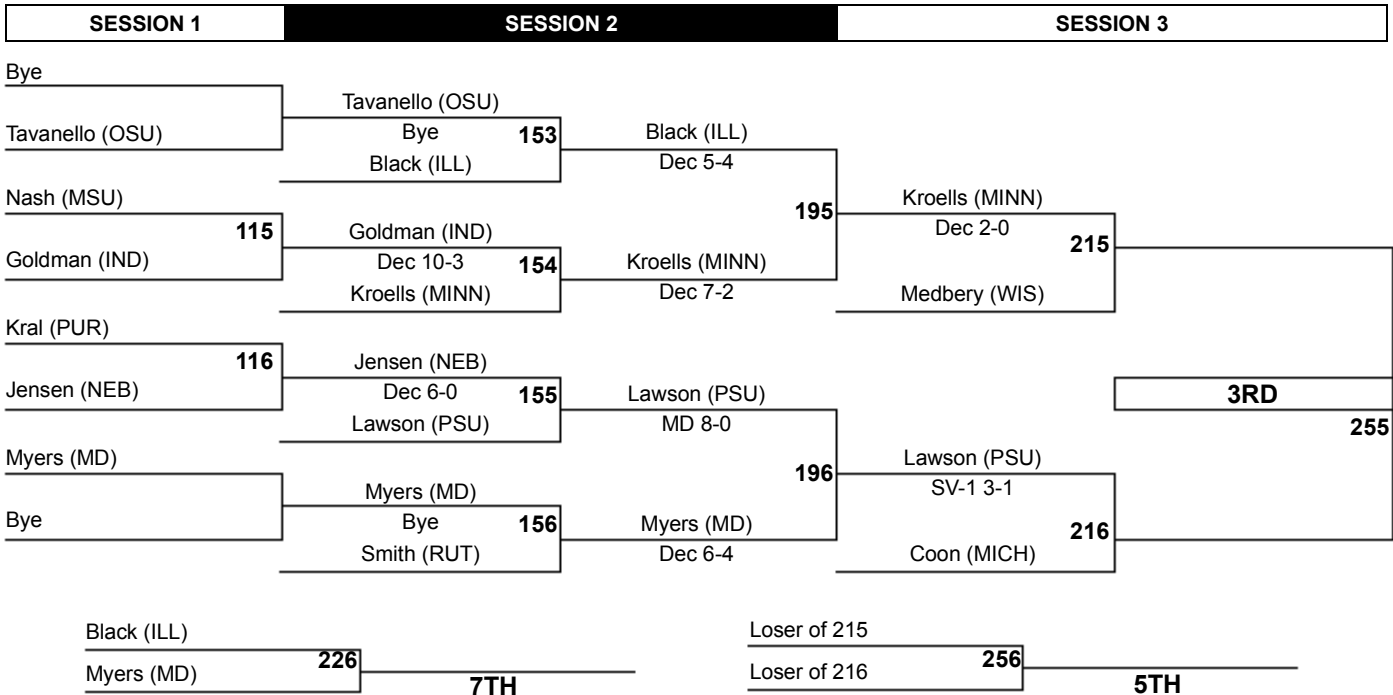 SESSION 1 SESSION 2 SESSION 3
Bye
Tavanello (OSU)
Tavanello (OSU)
Bye
153
Black (ILL)
Black (ILL)
Dec 5-4
Nash (MSU)
115
Goldman (IND)
Goldman (IND)
Dec 10-3
154
Kroells (MINN)
Kroells (MINN)
Dec 7-2
195
Kroells (MINN)
Dec 2-0
215
Medbery (WIS)
Kral (PUR)
116
Jensen (NEB)
Jensen (NEB)
Dec 6-0
155
Lawson (PSU)
Lawson (PSU)
MD 8-0
3RD
255
Myers (MD)
Bye
Myers (MD)
Bye
156
Smith (RUT)
Myers (MD)
Dec 6-4
196
Lawson (PSU)
SV-1 3-1
216
Coon (MICH)
Black (ILL)
226
Myers (MD)
7TH
Loser of 215
256
Loser of 216
5TH